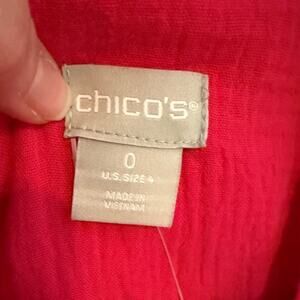 chico's®
0
U.S. SIZE 4
MADE IN
VIETNAM